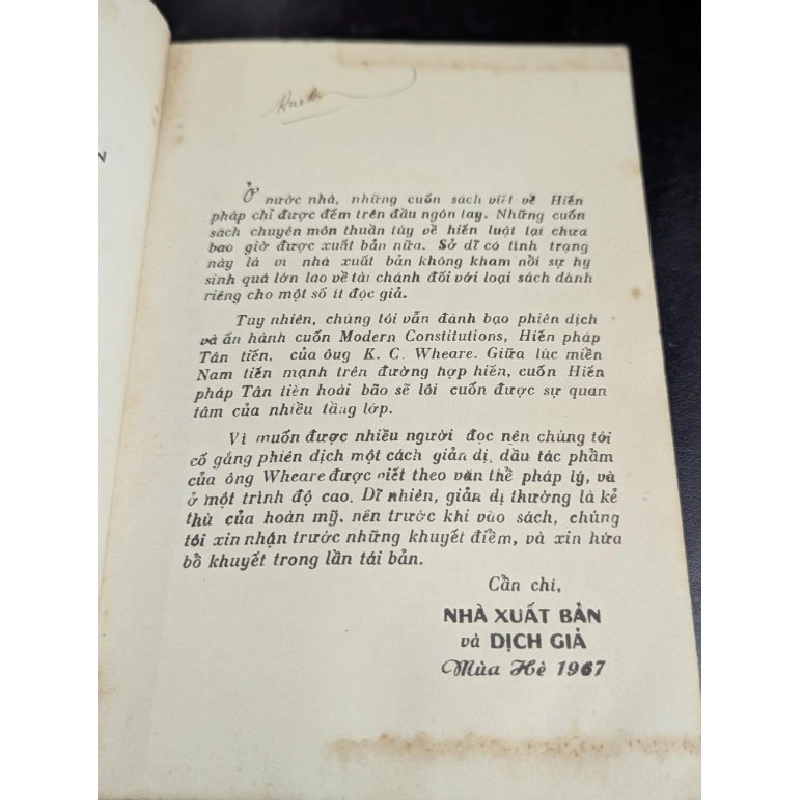 N
Ở nước nhà, những cuốn sách viết về Hiến
pháp chỉ được đếm trên đầu ngón tay. Những cuốn
sách chuyên môn thuần túy về hiến luật lại chưa
bao giờ được xuất bản nữa. Sở dĩ có tình trạng
này là vì nhà xuất bản không kham nổi sự hy
sinh quá lớn lao về tài chánh đối với loại sách dành
riêng cho một số ít độc giả.
Tuy nhiên, chúng tôi vẫn đánh bạo phiên dịch
và ấn hành cuốn Modern Constitutions, Hiến pháp
Tân tiến, của ông K. C. Wheare. Giữa lúc miền
Nam tiến mạnh trên đường hợp hiến, cuốn Hiến
pháp Tân tiến hoài bão sẽ lôi cuốn được sự quan
tâm của nhiều tầng lớp.
Vì muốn được nhiều người đọc nên chúng tôi
cố gắng phiên dịch một cách giản dị, dầu tác phẩm
của ông Wheare được viết theo văn thể pháp lý, và
ở một trình độ cao. Dĩ nhiên, giản dị thường là kẻ
thù của hoàn mỹ. nên trước khi vào sách, chúng
tôi xin nhận trước những khuyết điểm, và xin hứa
bồ khuyết trong lần tái bản.
Cẩn chí,
NHÀ XUẤT BẢN
và DỊCH GIẢ
Mùa Hè 1967